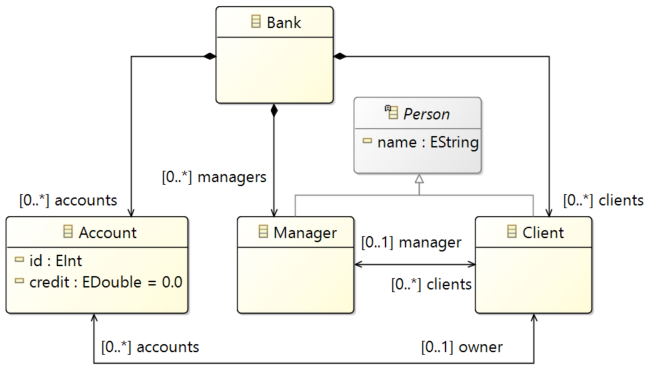 Bank
Person
name : EString
[0..*] managers
[0..*] accounts
[0..*] clients
Account
id : EInt
credit : EDouble = 0.0
Manager
[0..1] manager
[0..*] clients
Client
[0..*] accounts
[0..1] owner